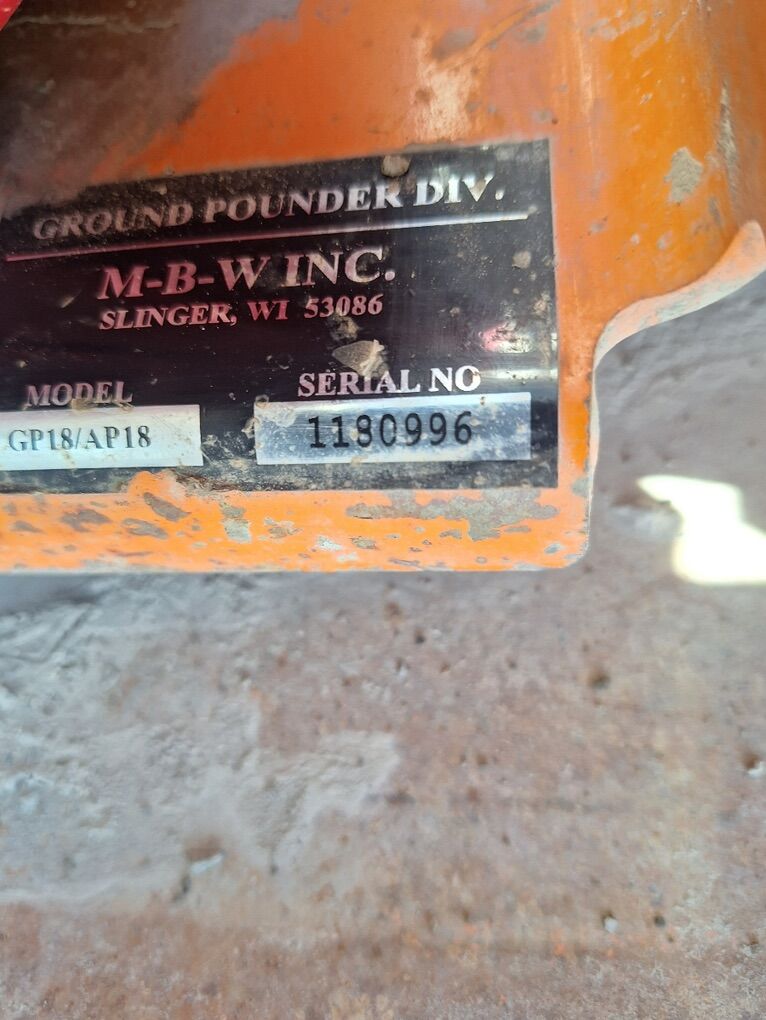 GROUND POUNDER DIV.
M-B-W INC.
SLINGER, WI 53086
MODEL
SERIAL NO
GP18/AP18
1180996